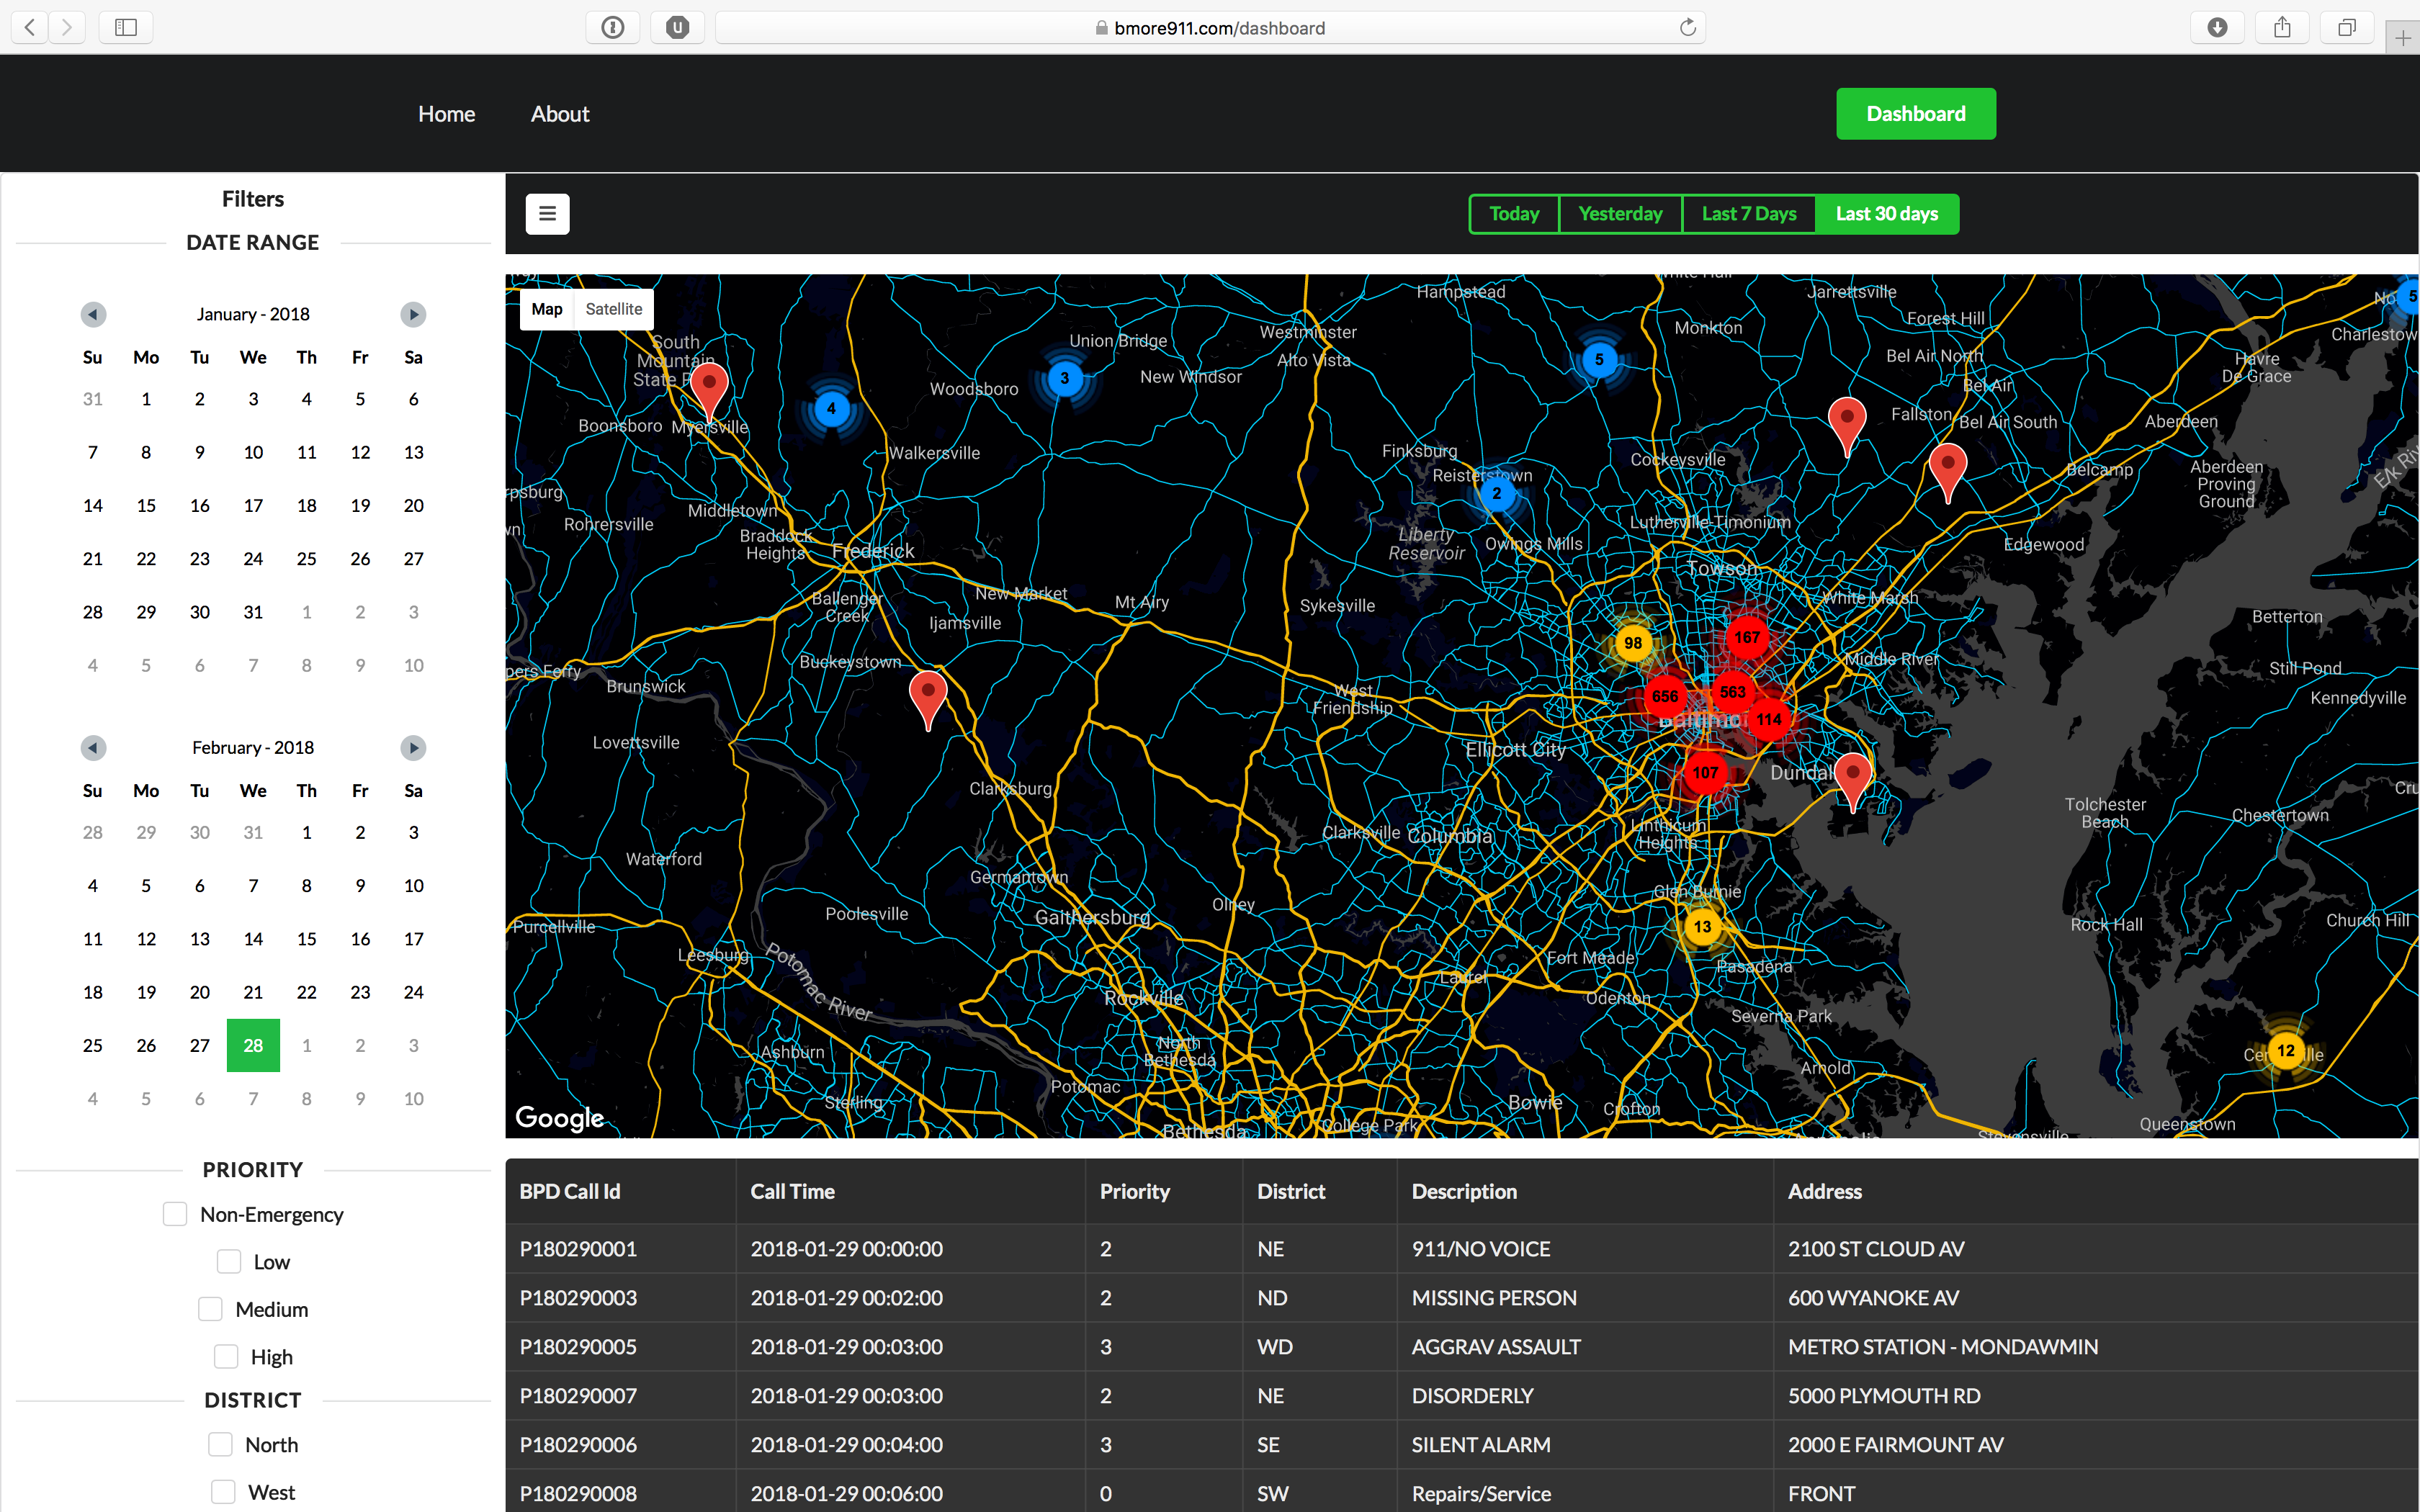 bmore911.com/dashboard
Home About Dashboard
Filters
DATE RANGE
January - 2018
Su Mo Tu We Th Fr Sa
31 1 2 3 4 5 6
7 8 9 10 11 12 13
14 15 16 17 18 19 20
21 22 23 24 25 26 27
28 29 30 31 1 2 3
4 5 6 7 8 9 10
February - 2018
Su Mo Tu We Th Fr Sa
28 29 30 31 1 2 3
4 5 6 7 8 9 10
11 12 13 14 15 16 17
18 19 20 21 22 23 24
25 26 27 28 1 2 3
4 5 6 7 8 9 10
PRIORITY
Non-Emergency
Low
Medium
High
DISTRICT
North
West
Today Yesterday Last 7 Days Last 30 days
Map Satellite
Hampstead
Jarrettsville
5
Forest Hill
Monkton
Westminster
Charlestow
Union Bridge
South
Mountain
Alto Vista
Bel Air North
5
Havre
De Grace
New Windsor
3
Bel Air
Woodsboro
4
Fallston
Bel Air South
Aberdeen
Boonsboro
Myersville
Walkersville
Finksburg
Cockeysville
Belcamp
Aberdeen
Proving
Ground
Reisterstown
2
Elk Riv
Middletown
Rohrersville
Lutherville-Timonium
Braddock
Heights
Frederick
Liberty
Reservoir
Owings Mills
Edgewood
Towson
New Market
Mt Airy
Ballenger
Creek
Sykesville
White Marsh
Ijamsville
Betterton
98
167
Buckeystown
Middle River
Still Pond
Brunswick
West
Friendship
656
563
114
Kennedyville
Lovettsville
Ellicott City
107
Clarksburg
Tolchester
Beach
Chestertown
Clarksville
Columbia
Linthicum
Heights
Waterford
Germantown
Glen Burnie
Poolesville
Gaithersburg
Olney
13
Rock Hall
Church Hill
Purcellville
Leesburg
Potomac River
Fort Meade
Pasadena
Laurel
Rockville
Odenton
Severna Park
Ashburn
North
Bethesda
12
Arnold
Potomac
Sterling
Bowie
Crofton
Google
Bethesda
College Park
Queenstown
Stevensville
BPD Call Id Call Time Priority District Description Address
P180290001 2018-01-29 00:00:00 2 NE 911/NO VOICE 2100 ST CLOUD AV
P180290003 2018-01-29 00:02:00 2 ND MISSING PERSON 600 WYANOKE AV
P180290005 2018-01-29 00:03:00 3 WD AGGRAV ASSAULT METRO STATION - MONDAWMIN
P180290007 2018-01-29 00:03:00 2 NE DISORDERLY 5000 PLYMOUTH RD
P180290006 2018-01-29 00:04:00 3 SE SILENT ALARM 2000 E FAIRMOUNT AV
P180290008 2018-01-29 00:06:00 0 SW Repairs/Service FRONT